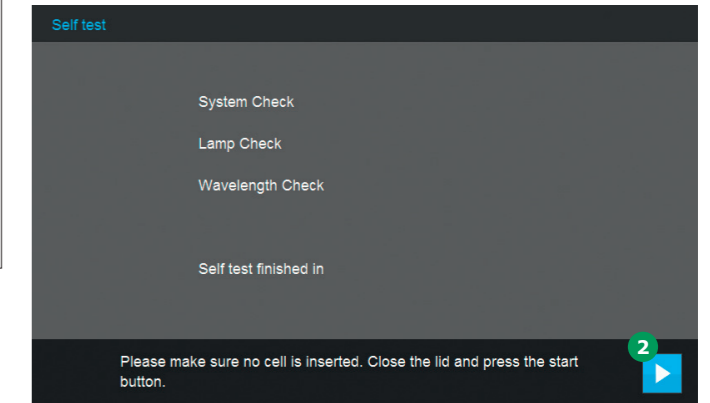 Self test
System Check
Lamp Check
Wavelength Check
Self test finished in
2
Please make sure no cell is inserted. Close the lid and press the start
button.